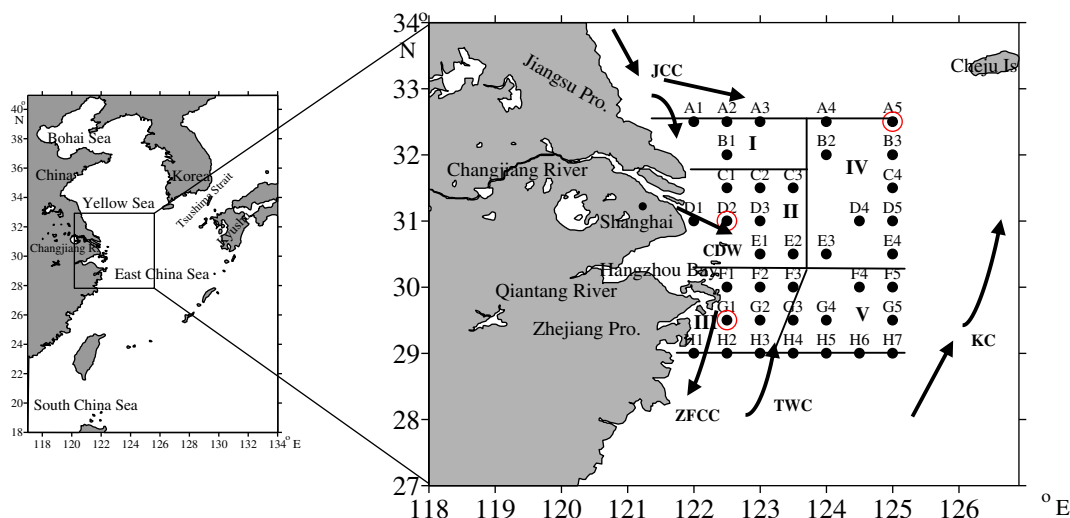 40
N
38
36
34
32
30
28
26
24
22
20
18
118 120 122 124 126 128 130 132 134
o
E
Bohai Sea
China
Korea
Yellow Sea
Tsushima Strait
Kyushu
East China Sea
South China Sea
34
o
N
33
32
31
30
29
28
27
118 119 120 121 122 123 124 125 126
o
E
Cheju Is
Jiangsu Pro.
JCC
A1 A2 A3 A4 A5
B1 I B2 B3
IV
Changjiang River
C1 C2 C3 C4
II
D1 D2 D3 D4 D5
Shanghai
CDW
E1 E2 E3 E4
Hangzhou Bay
F1 F2 F3 F4 F5
Qiantang River
III G1 G2 G3 G4 V G5
Zhejiang Pro.
H1 H2 H3 H4 H5 H6 H7
KC
ZFCC
TWC